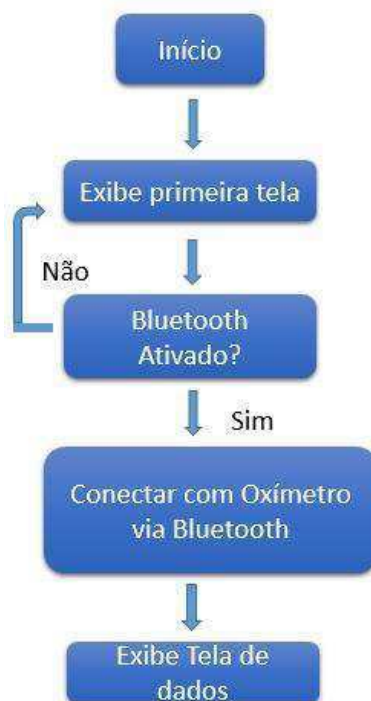 Início
Exibe primeira tela
Não
Bluetooth
Ativado?
Sim
Conectar com Oxímetro
via Bluetooth
Exibe Tela de
dados